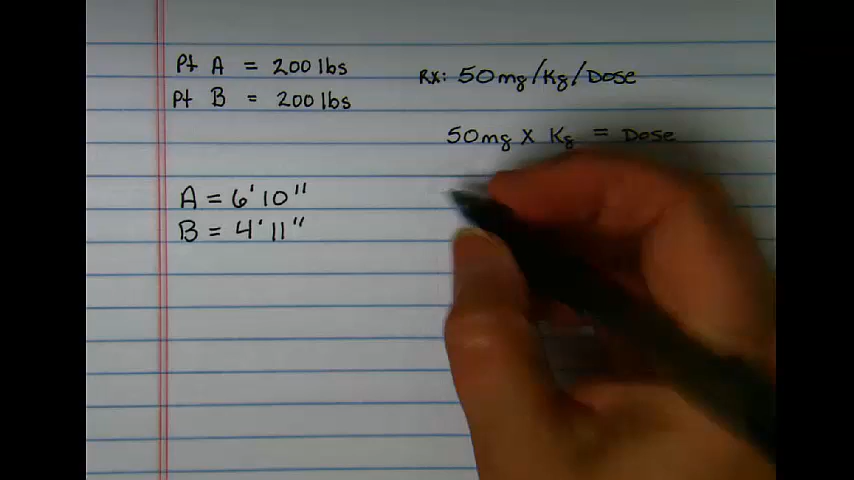 Pt A = 200 lbs
Pt B = 200 lbs
RX: 50mg/Kg/Dose
50mg X Kg = Dose
A = 6'10"
B = 4'11"